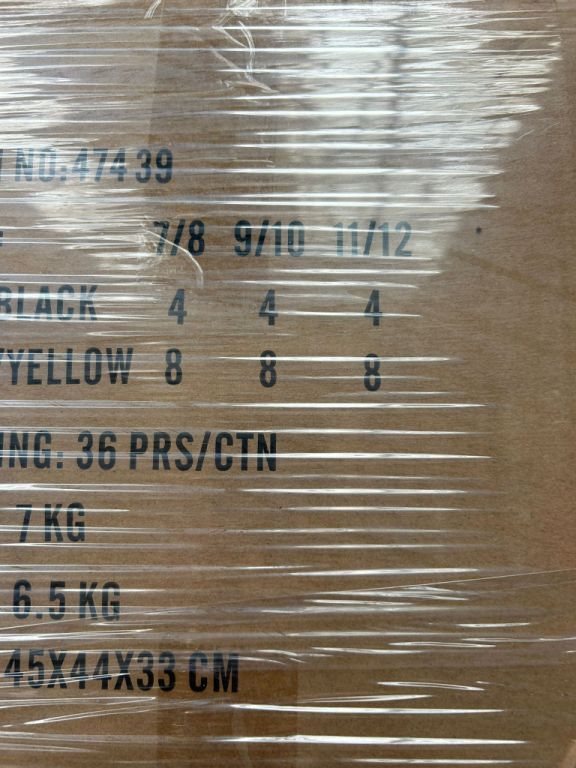 NO:47439
7/8 9/10 11/12
BLACK 4 4 4
/YELLOW 8 8 8
ING: 36 PRS/CTN
7 KG
6.5 KG
45X44X33 CM